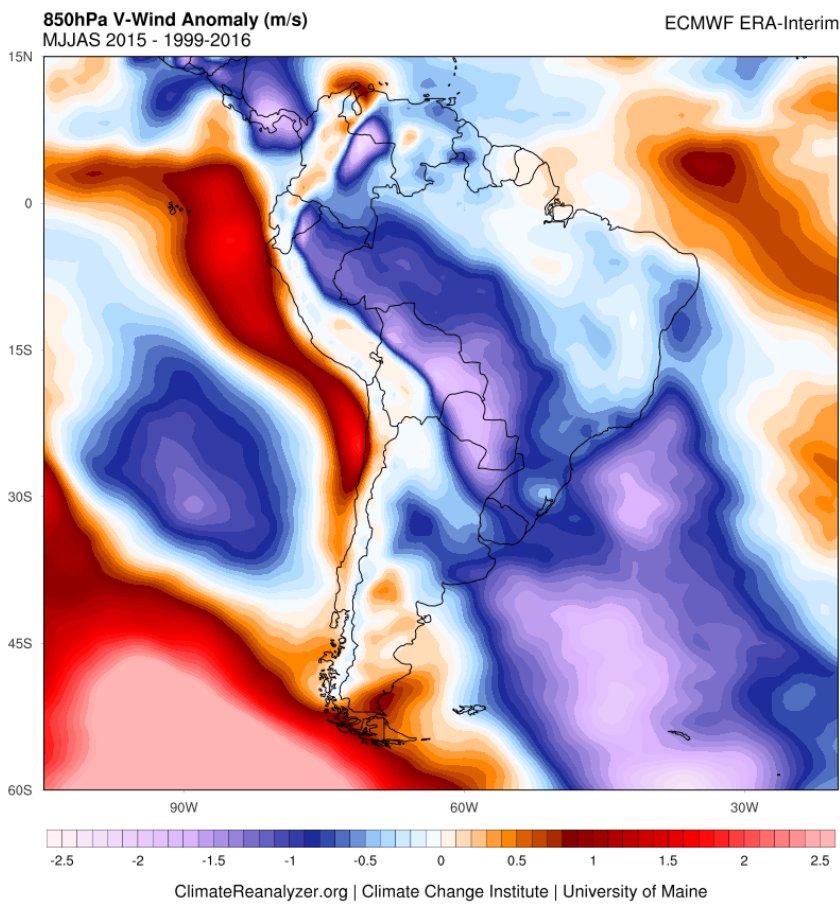 850hPa V-Wind Anomaly (m/s)
MJJAS 2015 - 1999-2016
ECMWF ERA-Interim
15N
0
15S
30S
45S
60S
90W
60W
30W
-2.5
-2
-1.5
-1
-0.5
0
0.5
1
1.5
2
2.5
ClimateReanalyzer.org | Climate Change Institute | University of Maine